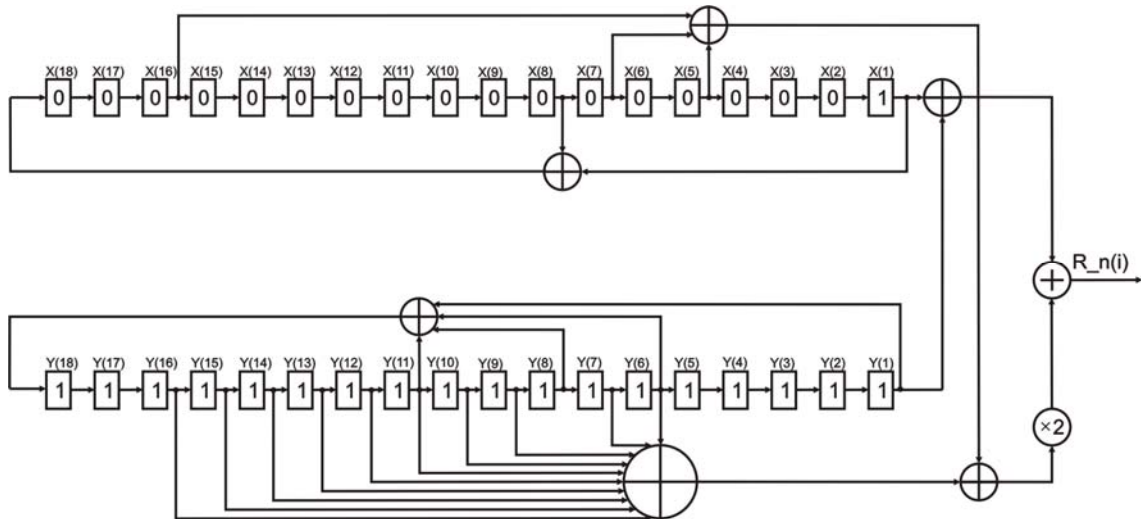 X(18) X(17) X(16) X(15) X(14) X(13) X(12) X(11) X(10) X(9) X(8) X(7) X(6) X(5) X(4) X(3) X(2) X(1)
0 0 0 0 0 0 0 0 0 0 0 0 0 0 0 0 0 1
R_n(i)
Y(18) Y(17) Y(16) Y(15) Y(14) Y(13) Y(12) Y(11) Y(10) Y(9) Y(8) Y(7) Y(6) Y(5) Y(4) Y(3) Y(2) Y(1)
1 1 1 1 1 1 1 1 1 1 1 1 1 1 1 1 1 1
×2